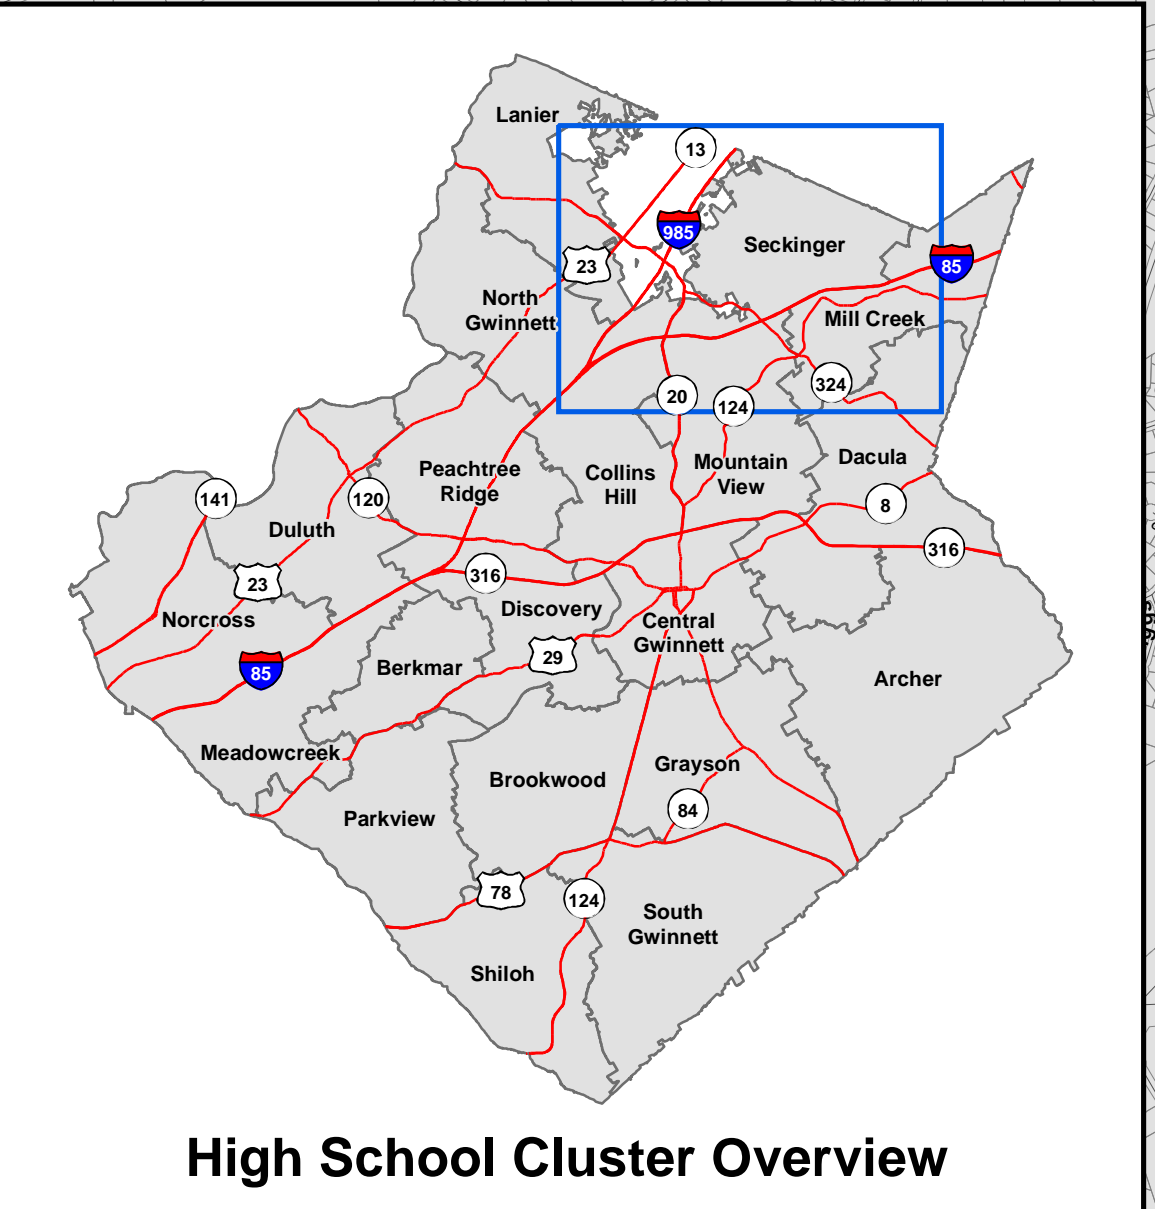 Lanier
13
985
Seckinger
85
23
North
Gwinnett
Mill Creek
324
20
124
Peachtree
Ridge
Collins
Hill
Mountain
View
Dacula
141
120
8
Duluth
316
316
23
Discovery
Norcross
Central
Gwinnett
29
Berkmar
85
Archer
Meadowcreek
Brookwood
Grayson
84
Parkview
78
124
South
Gwinnett
Shiloh
High School Cluster Overview